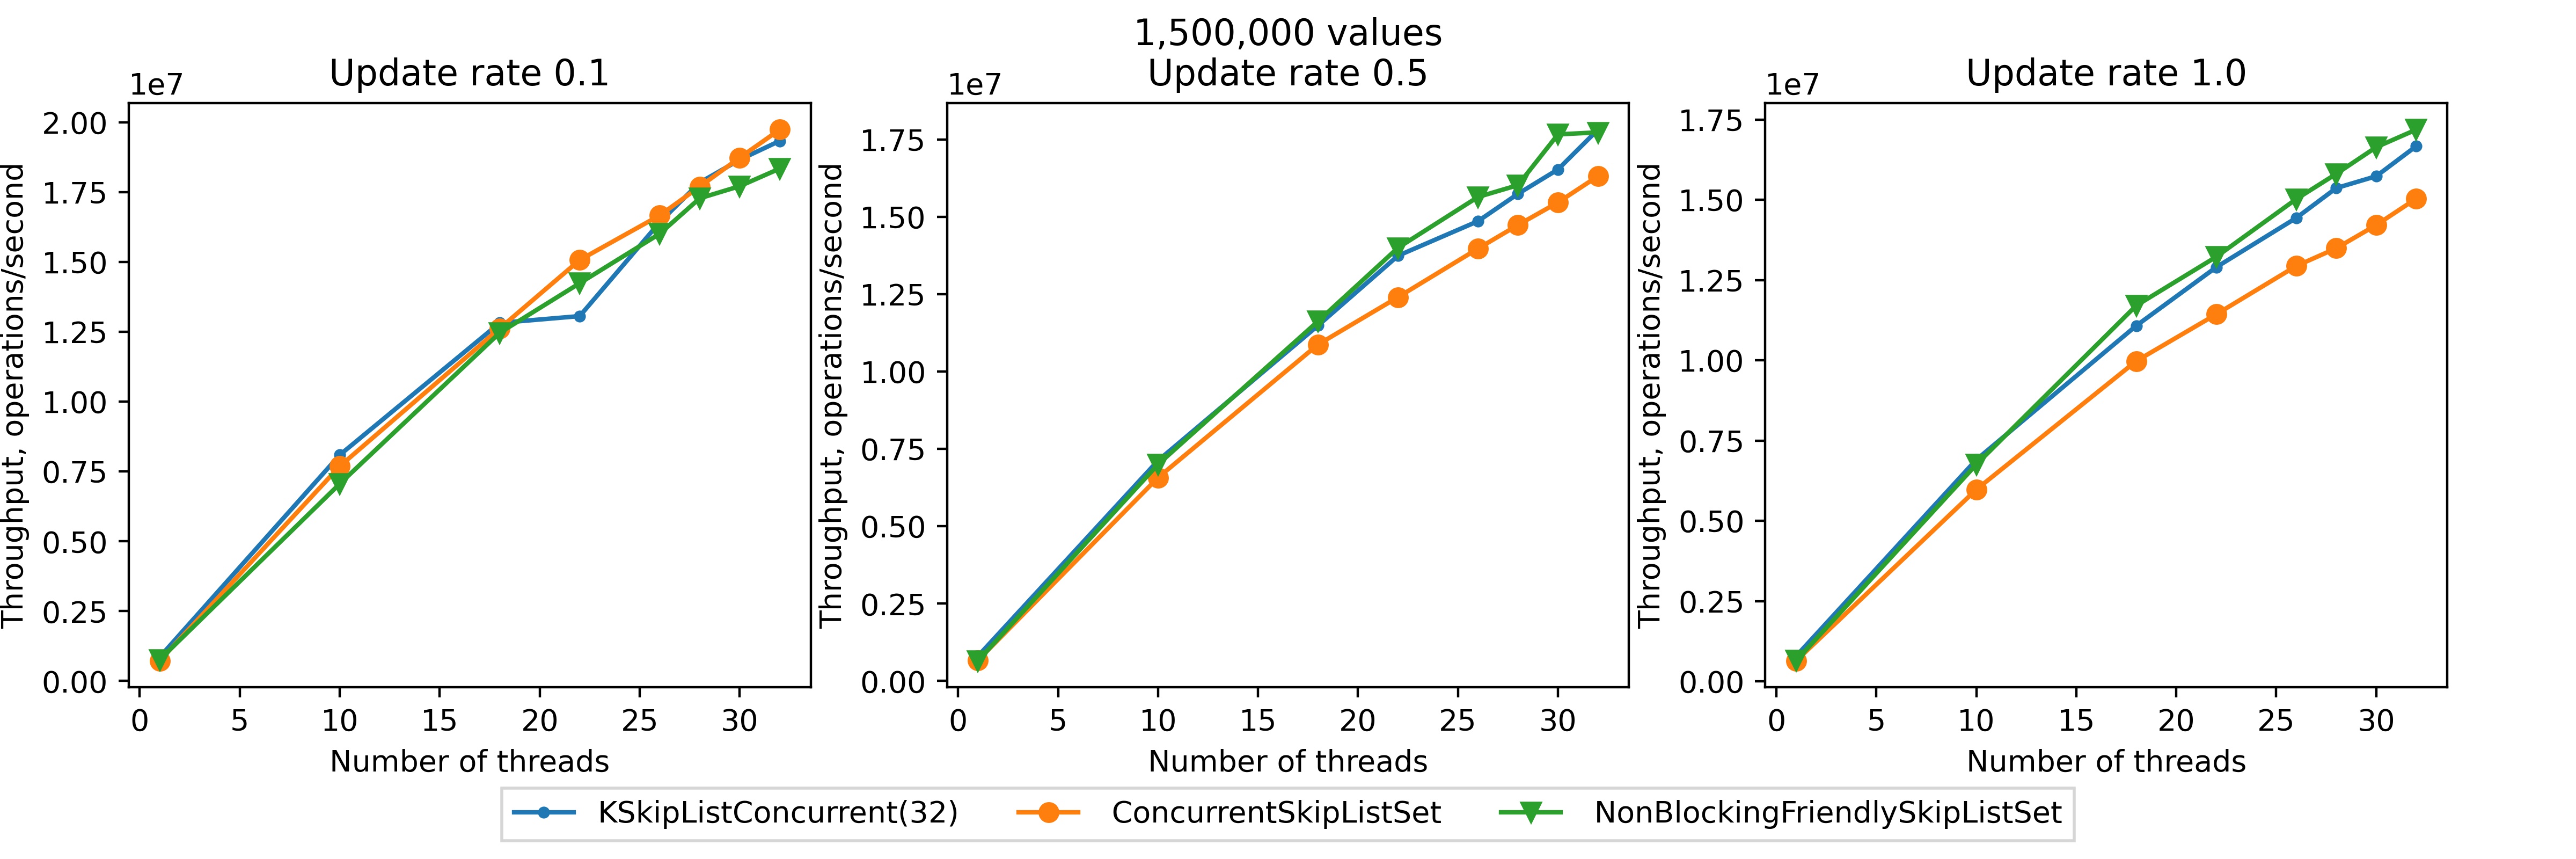 1,500,000 values
Update rate 0.1
Update rate 0.5
Update rate 1.0
1e7
2.00
1.75
1.50
1.25
1.00
0.75
0.50
0.25
0.00
Throughput, operations/second
0 5 10 15 20 25 30
Number of threads
1e7
1.75
1.50
1.25
1.00
0.75
0.50
0.25
0.00
Throughput, operations/second
0 5 10 15 20 25 30
Number of threads
1e7
1.75
1.50
1.25
1.00
0.75
0.50
0.25
0.00
Throughput, operations/second
0 5 10 15 20 25 30
Number of threads
KSkipListConcurrent(32) ConcurrentSkipListSet NonBlockingFriendlySkipListSet